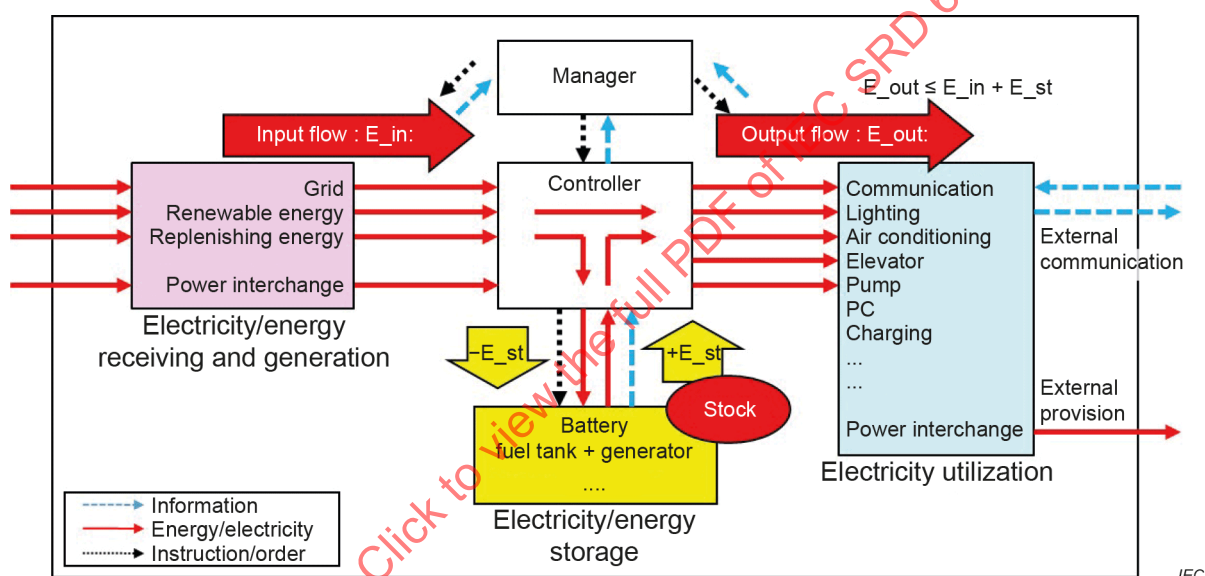 Manager
E_out ≤ E_in + E_st
Input flow : E_in:
Output flow : E_out:
Grid
Renewable energy
Replenishing energy
Power interchange
Electricity/energy
receiving and generation
Controller
Communication
Lighting
Air conditioning
Elevator
Pump
PC
Charging
...
...
Power interchange
Electricity utilization
External
communication
External
provision
−E_st
+E_st
Stock
Battery
fuel tank + generator
....
Electricity/energy
storage
Information
Energy/electricity
Instruction/order
IEC
Click to view the full PDF of IEC SRD 6